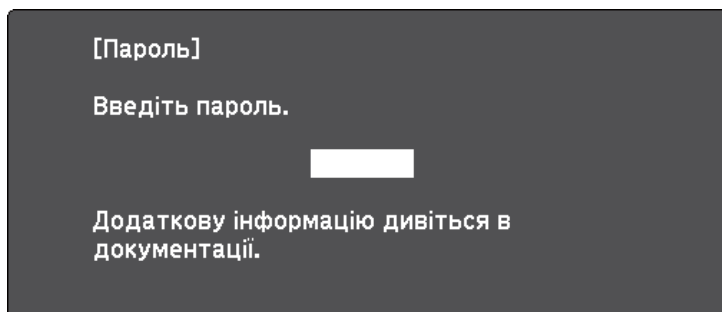 [Пароль]
Введіть пароль.
Додаткову інформацію дивіться в
документації.